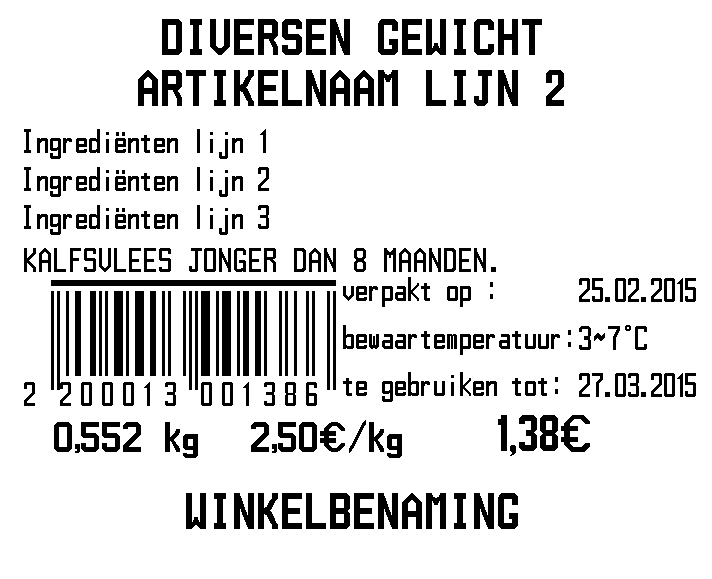 DIVERSEN GEWICHT
ARTIKELNAAM LIJN 2
Ingrediënten lijn 1
Ingrediënten lijn 2
Ingrediënten lijn 3
KALFSVLEES JONGER DAN 8 MAANDEN.
verpakt op : 25.02.2015
bewaartemperatuur:3~7°C
te gebruiken tot: 27.03.2015
2 200013 001386
0,552 kg 2,50€/kg 1,38€
WINKELBENAMING